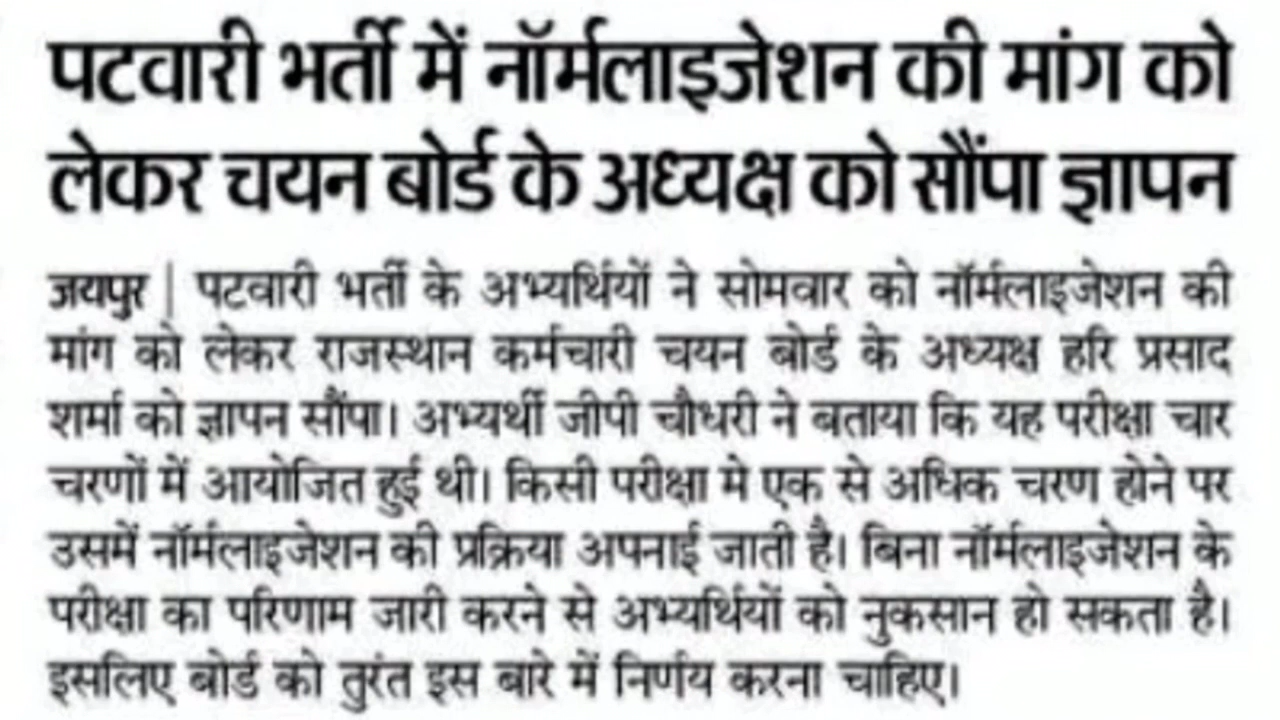 पटवारी भर्ती में नॉर्मलाइजेशन की मांग को
लेकर चयन बोर्ड के अध्यक्ष को सौंपा ज्ञापन
जयपुर | पटवारी भर्ती के अभ्यर्थियों ने सोमवार को नॉर्मलाइजेशन की
मांग को लेकर राजस्थान कर्मचारी चयन बोर्ड के अध्यक्ष हरि प्रसाद
शर्मा को ज्ञापन सौंपा। अभ्यर्थी जीपी चौधरी ने बताया कि यह परीक्षा चार
चरणों में आयोजित हुई थी। किसी परीक्षा मे एक से अधिक चरण होने पर
उसमें नॉर्मलाइजेशन की प्रक्रिया अपनाई जाती है। बिना नॉर्मलाइजेशन के
परीक्षा का परिणाम जारी करने से अभ्यर्थियों को नुकसान हो सकता है।
इसलिए बोर्ड को तुरंत इस बारे में निर्णय करना चाहिए।